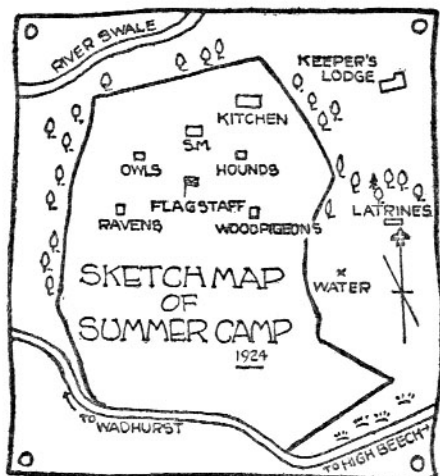 RIVER SWALE
KEEPER'S
LODGE
KITCHEN
S.M.
OWLS
HOUNDS
FLAGSTAFF
RAVENS
WOODPIGEONS
LATRINES
WATER
SKETCH MAP
OF
SUMMER CAMP
1924
TO WADHURST
TO HIGH BEECH